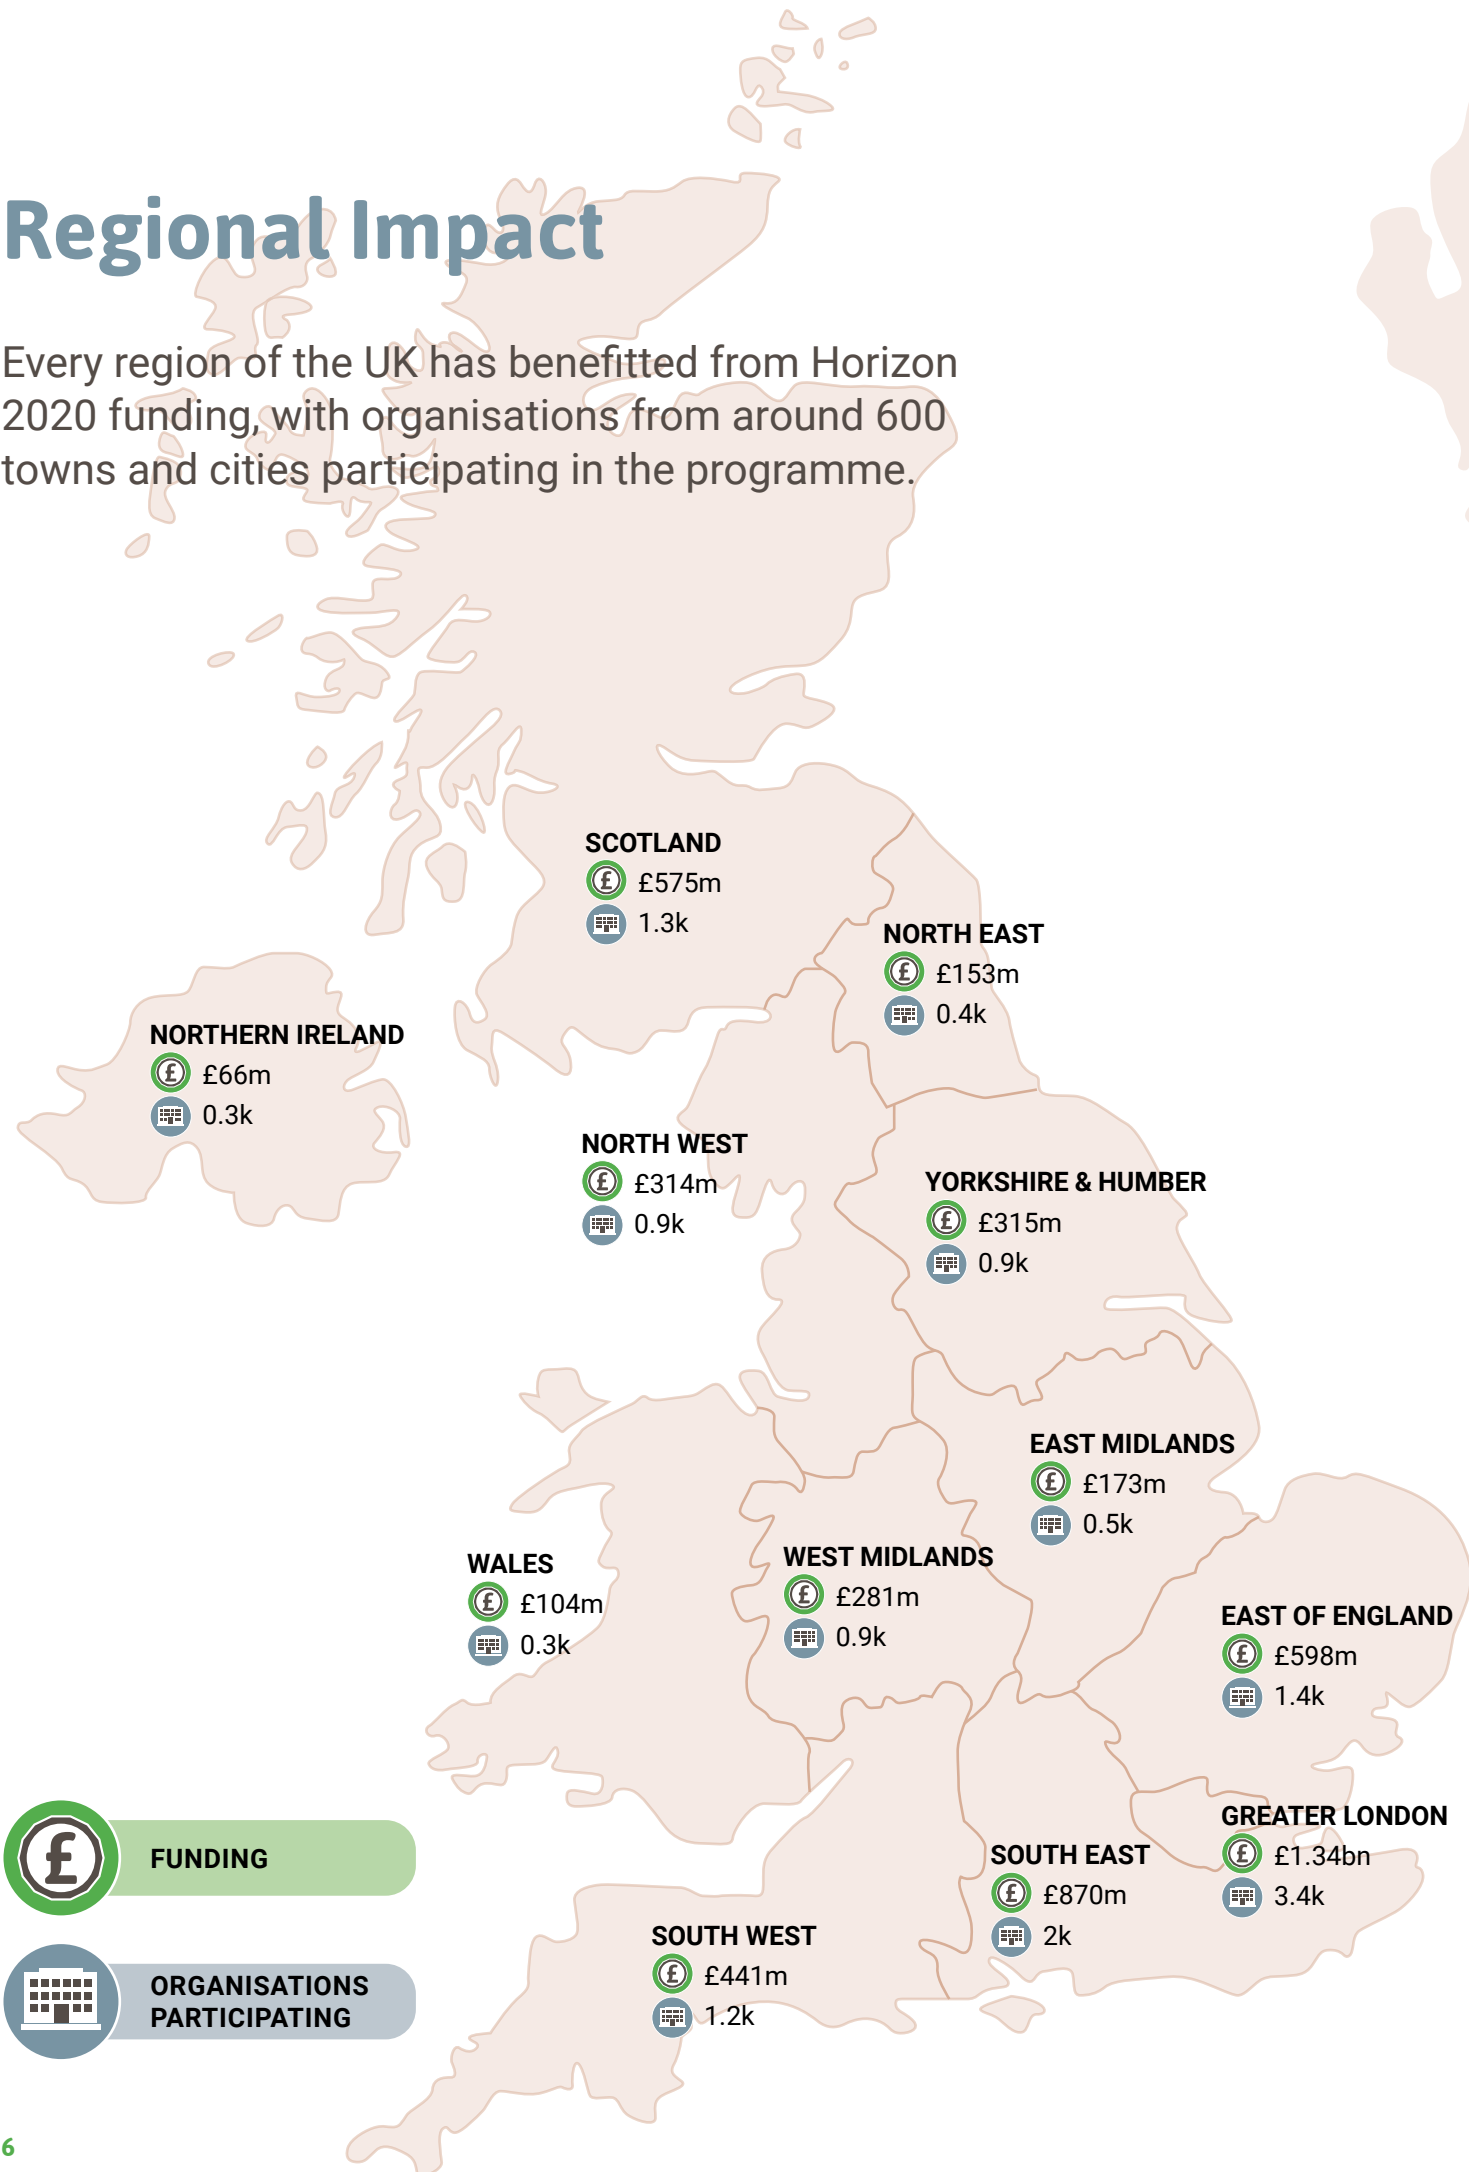 Regional Impact
Every region of the UK has benefitted from Horizon
2020 funding, with organisations from around 600
towns and cities participating in the programme.
SCOTLAND
£ £575m
1.3k
NORTH EAST
£ £153m
0.4k
NORTHERN IRELAND
£ £66m
0.3k
NORTH WEST
£ £314m
0.9k
YORKSHIRE & HUMBER
£ £315m
0.9k
EAST MIDLANDS
£ £173m
0.5k
WALES
£ £104m
0.3k
WEST MIDLANDS
£ £281m
0.9k
EAST OF ENGLAND
£ £598m
1.4k
GREATER LONDON
£ £1.34bn
3.4k
SOUTH EAST
£ £870m
2k
SOUTH WEST
£ £441m
1.2k
£ FUNDING
ORGANISATIONS
PARTICIPATING
6